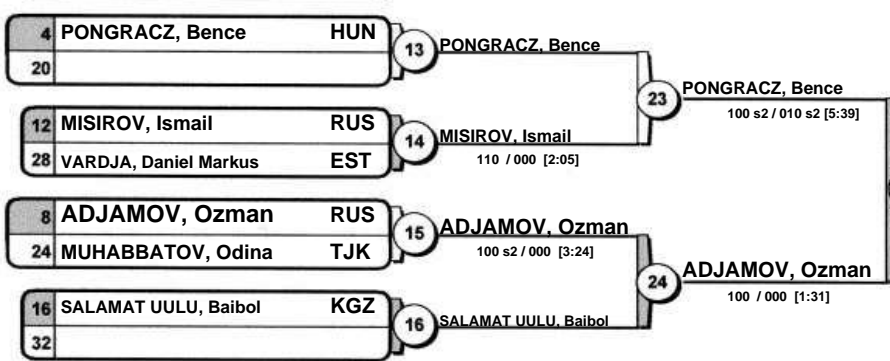 4 PONGRACZ, Bence HUN
20
13 PONGRACZ, Bence
12 MISIROV, Ismail RUS
28 VARDJA, Daniel Markus EST
14 MISIROV, Ismail
110 / 000 [2:05]
23 PONGRACZ, Bence
100 s2 / 010 s2 [5:39]
8 ADJAMOV, Ozman RUS
24 MUHABBATOV, Odina TJK
15 ADJAMOV, Ozman
100 s2 / 000 [3:24]
16 SALAMAT UULU, Baibol KGZ
32
16 SALAMAT UULU, Baibol
24 ADJAMOV, Ozman
100 / 000 [1:31]